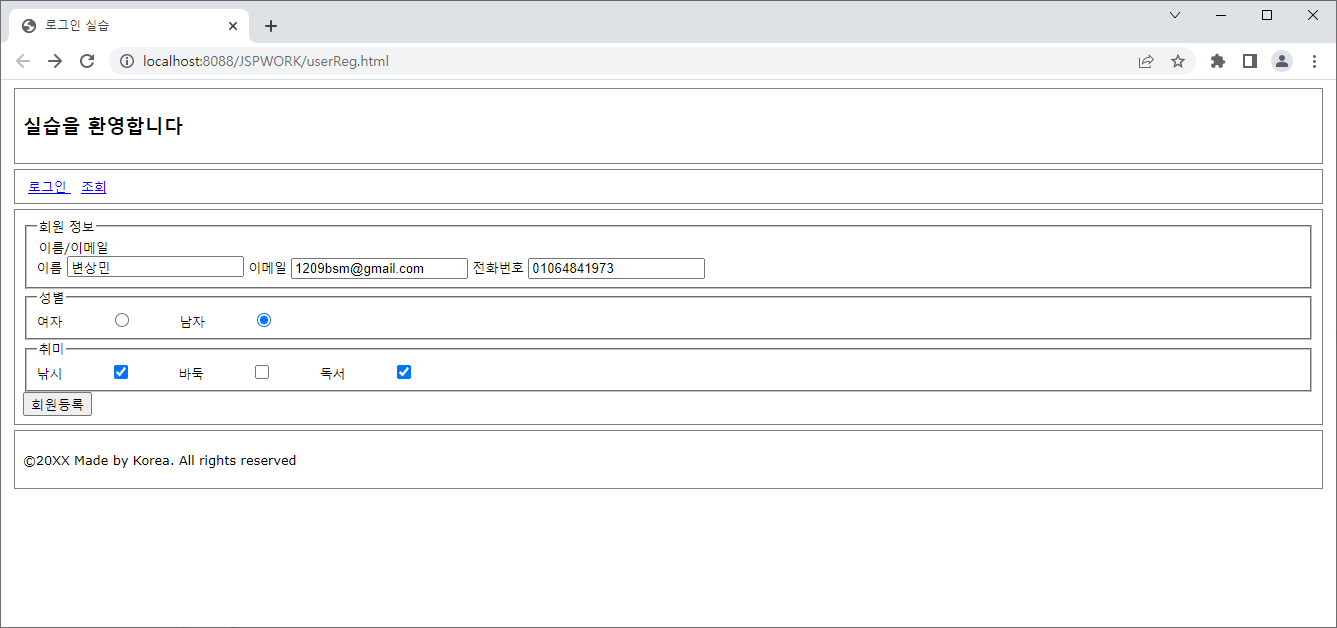 로그인 실습
localhost:8088/JSPWORK/userReg.html
실습을 환영합니다
로그인 조회
회원 정보
이름/이메일
이름 변상민 이메일 1209bsm@gmail.com 전화번호 01064841973
성별
여자 남자
취미
낚시 바둑 독서
회원등록
©20XX Made by Korea. All rights reserved